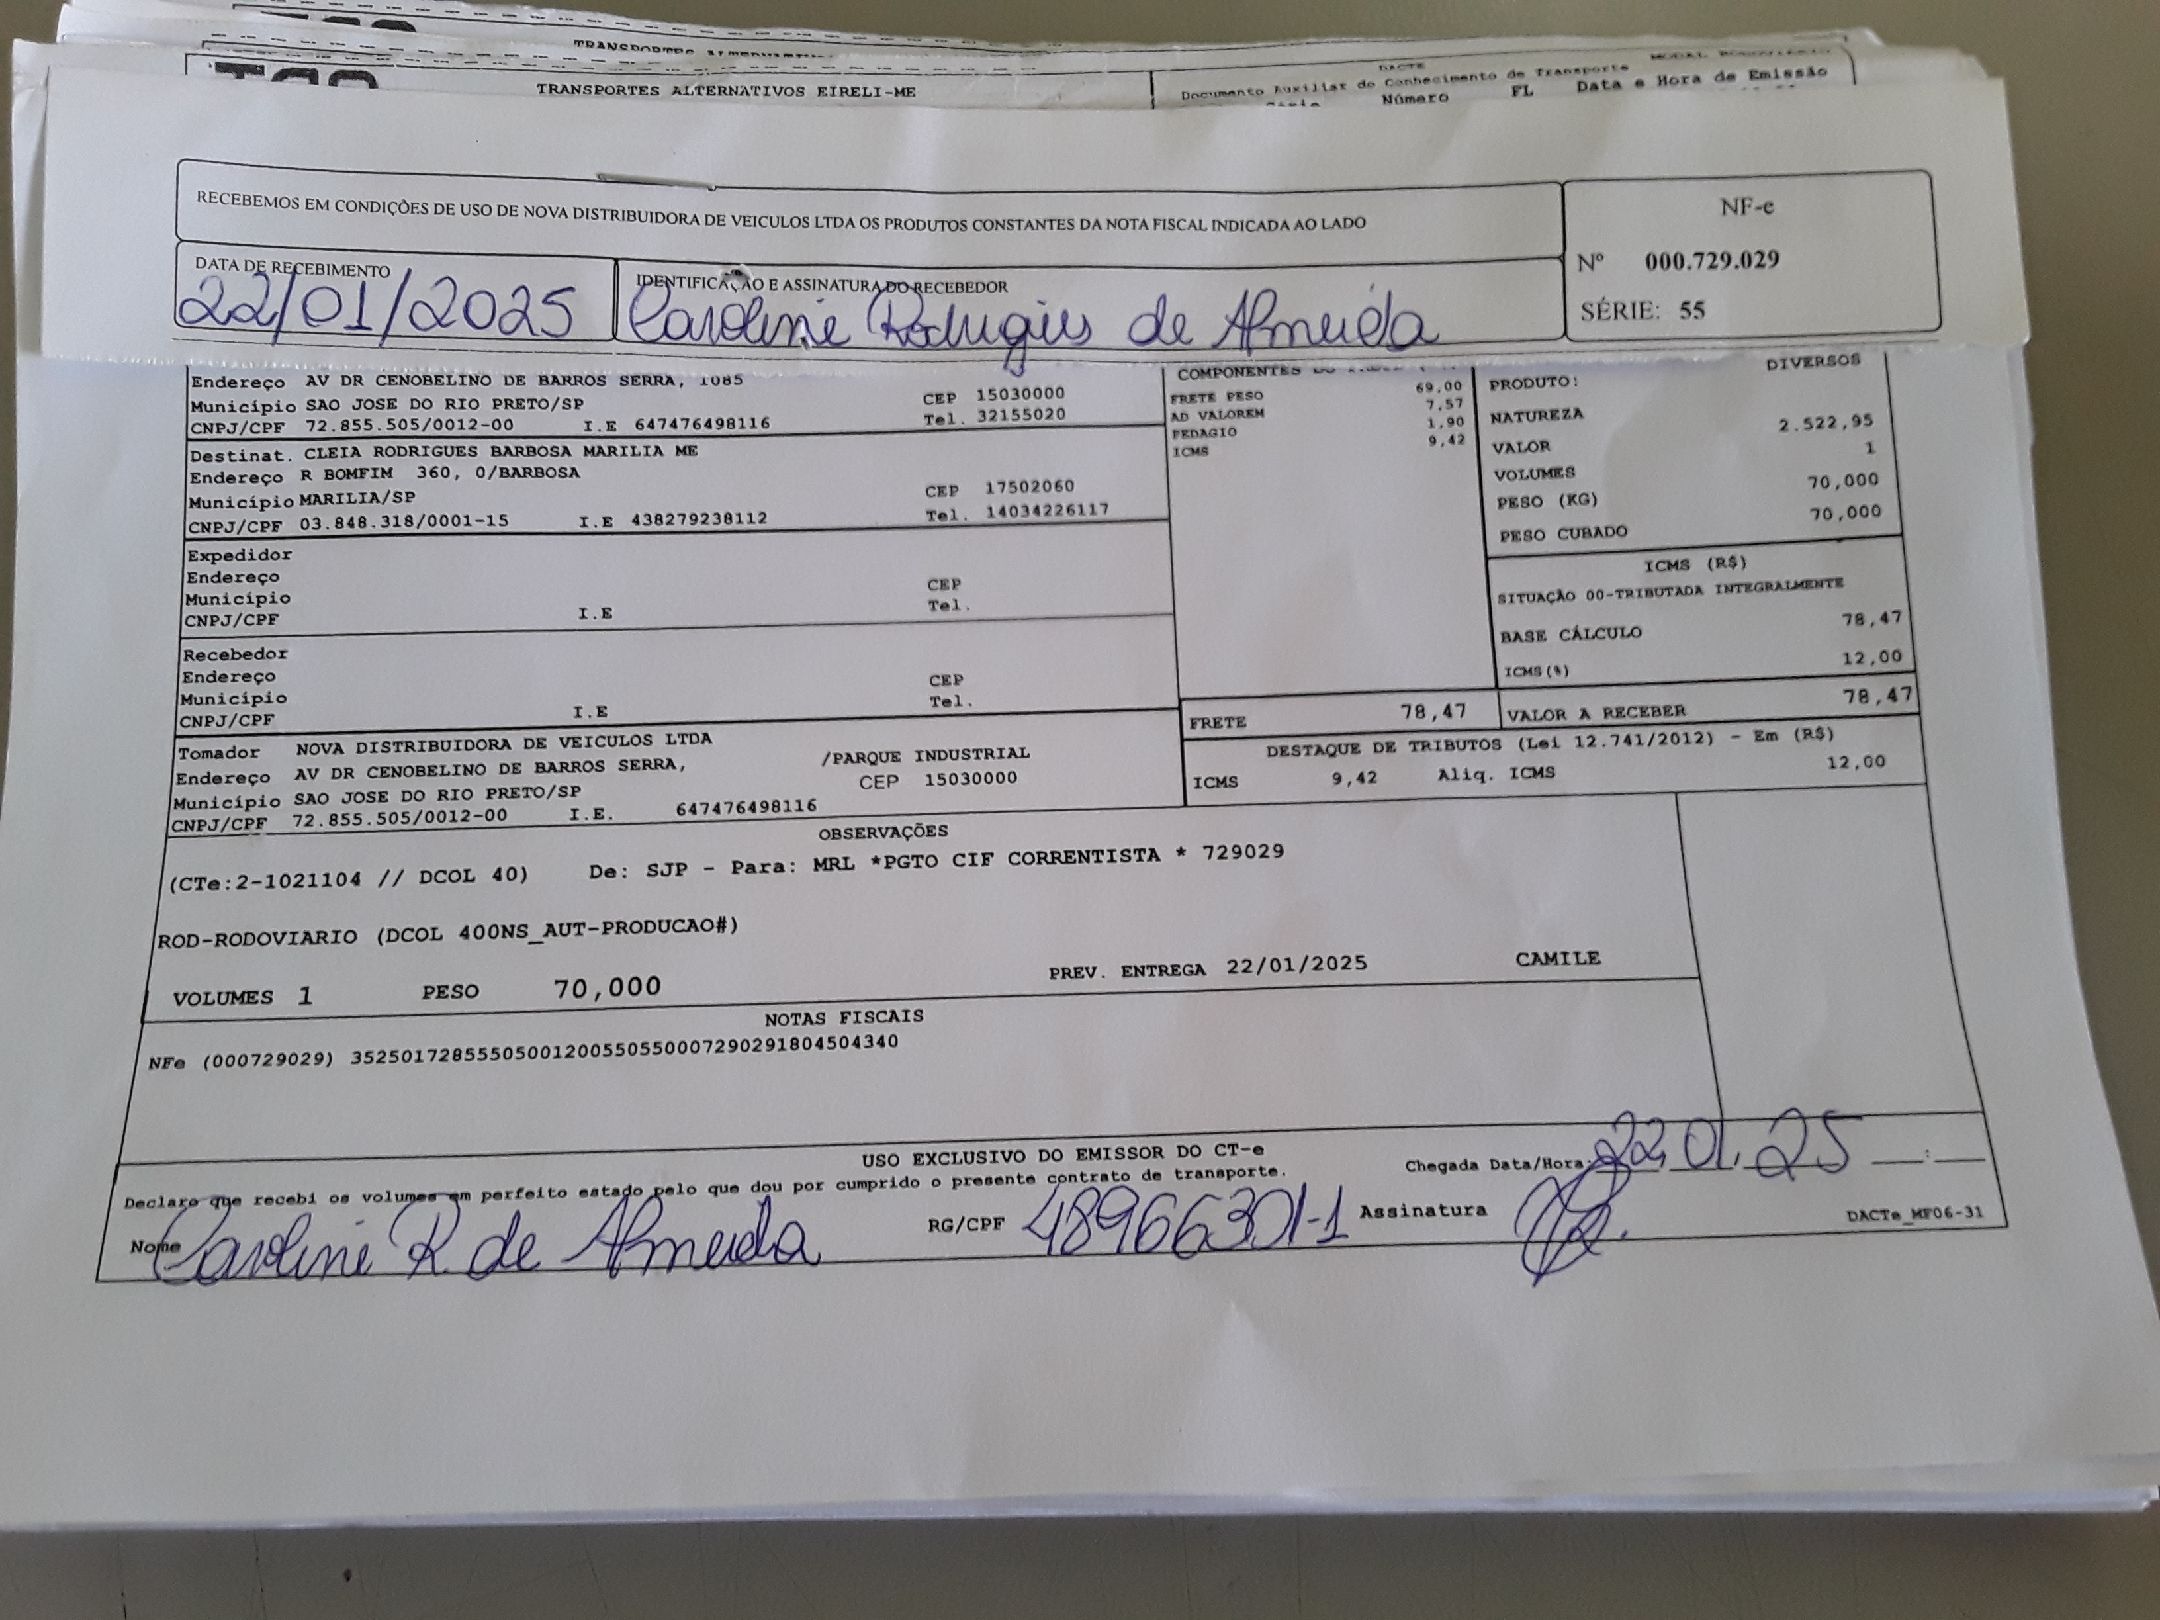 TRANSPORTES
TRANSPORTES ALTERNATIVOS EIRELI-ME
DACTE
Documento Auxiliar do Conhecimento de Transporte
Número FL Data e Hora de Emissão
RECEBEMOS EM CONDIÇÕES DE USO DE NOVA DISTRIBUIDORA DE VEICULOS LTDA OS PRODUTOS CONSTANTES DA NOTA FISCAL INDICADA AO LADO
NF-e
Nº 000.729.029
SÉRIE: 55
DATA DE RECEBIMENTO
22/01/2025
IDENTIFICAÇÃO E ASSINATURA DO RECEBEDOR
Caroline Rodrigues de Almeida
Endereço AV DR CENOBELINO DE BARROS SERRA, 1085
Município SAO JOSE DO RIO PRETO/SP CEP 15030000
CNPJ/CPF 72.855.505/0012-00 I.E 647476498116 Tel. 32155020
Destinat. CLEIA RODRIGUES BARBOSA MARILIA ME
Endereço R BOMFIM 360, 0/BARBOSA
Município MARILIA/SP CEP 17502060
CNPJ/CPF 03.848.318/0001-15 I.E 438279238112 Tel. 14034226117
Expedidor
Endereço
Município CEP
CNPJ/CPF I.E Tel.
Recebedor
Endereço
Município CEP
CNPJ/CPF I.E Tel.
Tomador NOVA DISTRIBUIDORA DE VEICULOS LTDA
Endereço AV DR CENOBELINO DE BARROS SERRA, /PARQUE INDUSTRIAL
Município SAO JOSE DO RIO PRETO/SP CEP 15030000
CNPJ/CPF 72.855.505/0012-00 I.E. 647476498116
COMPONENTES
FRETE PESO 69,00
AD VALOREM 7,57
PEDAGIO 1,90
ICMS 9,42
PRODUTO: DIVERSOS
NATUREZA
VALOR 2.522,95
VOLUMES 1
PESO (KG) 70,000
PESO CUBADO 70,000
ICMS (R$)
SITUAÇÃO 00-TRIBUTADA INTEGRALMENTE
BASE CÁLCULO 78,47
ICMS(%) 12,00
FRETE 78,47 VALOR A RECEBER 78,47
DESTAQUE DE TRIBUTOS (Lei 12.741/2012) - Em (R$)
ICMS 9,42 Aliq. ICMS 12,00
OBSERVAÇÕES
(CTe:2-1021104 // DCOL 40) De: SJP - Para: MRL *PGTO CIF CORRENTISTA * 729029
ROD-RODOVIARIO (DCOL 400NS_AUT-PRODUCAO#)
VOLUMES 1 PESO 70,000 PREV. ENTREGA 22/01/2025 CAMILE
NOTAS FISCAIS
NFe (000729029) 35250172855505001200550550007290291804504340
USO EXCLUSIVO DO EMISSOR DO CT-e
Declaro que recebi os volumes em perfeito estado pelo que dou por cumprido o presente contrato de transporte.
Chegada Data/Hora: 22.01.25 __:__
Nome Caroline R. de Almeida RG/CPF 48966301-1 Assinatura
DACTe_MF06-31